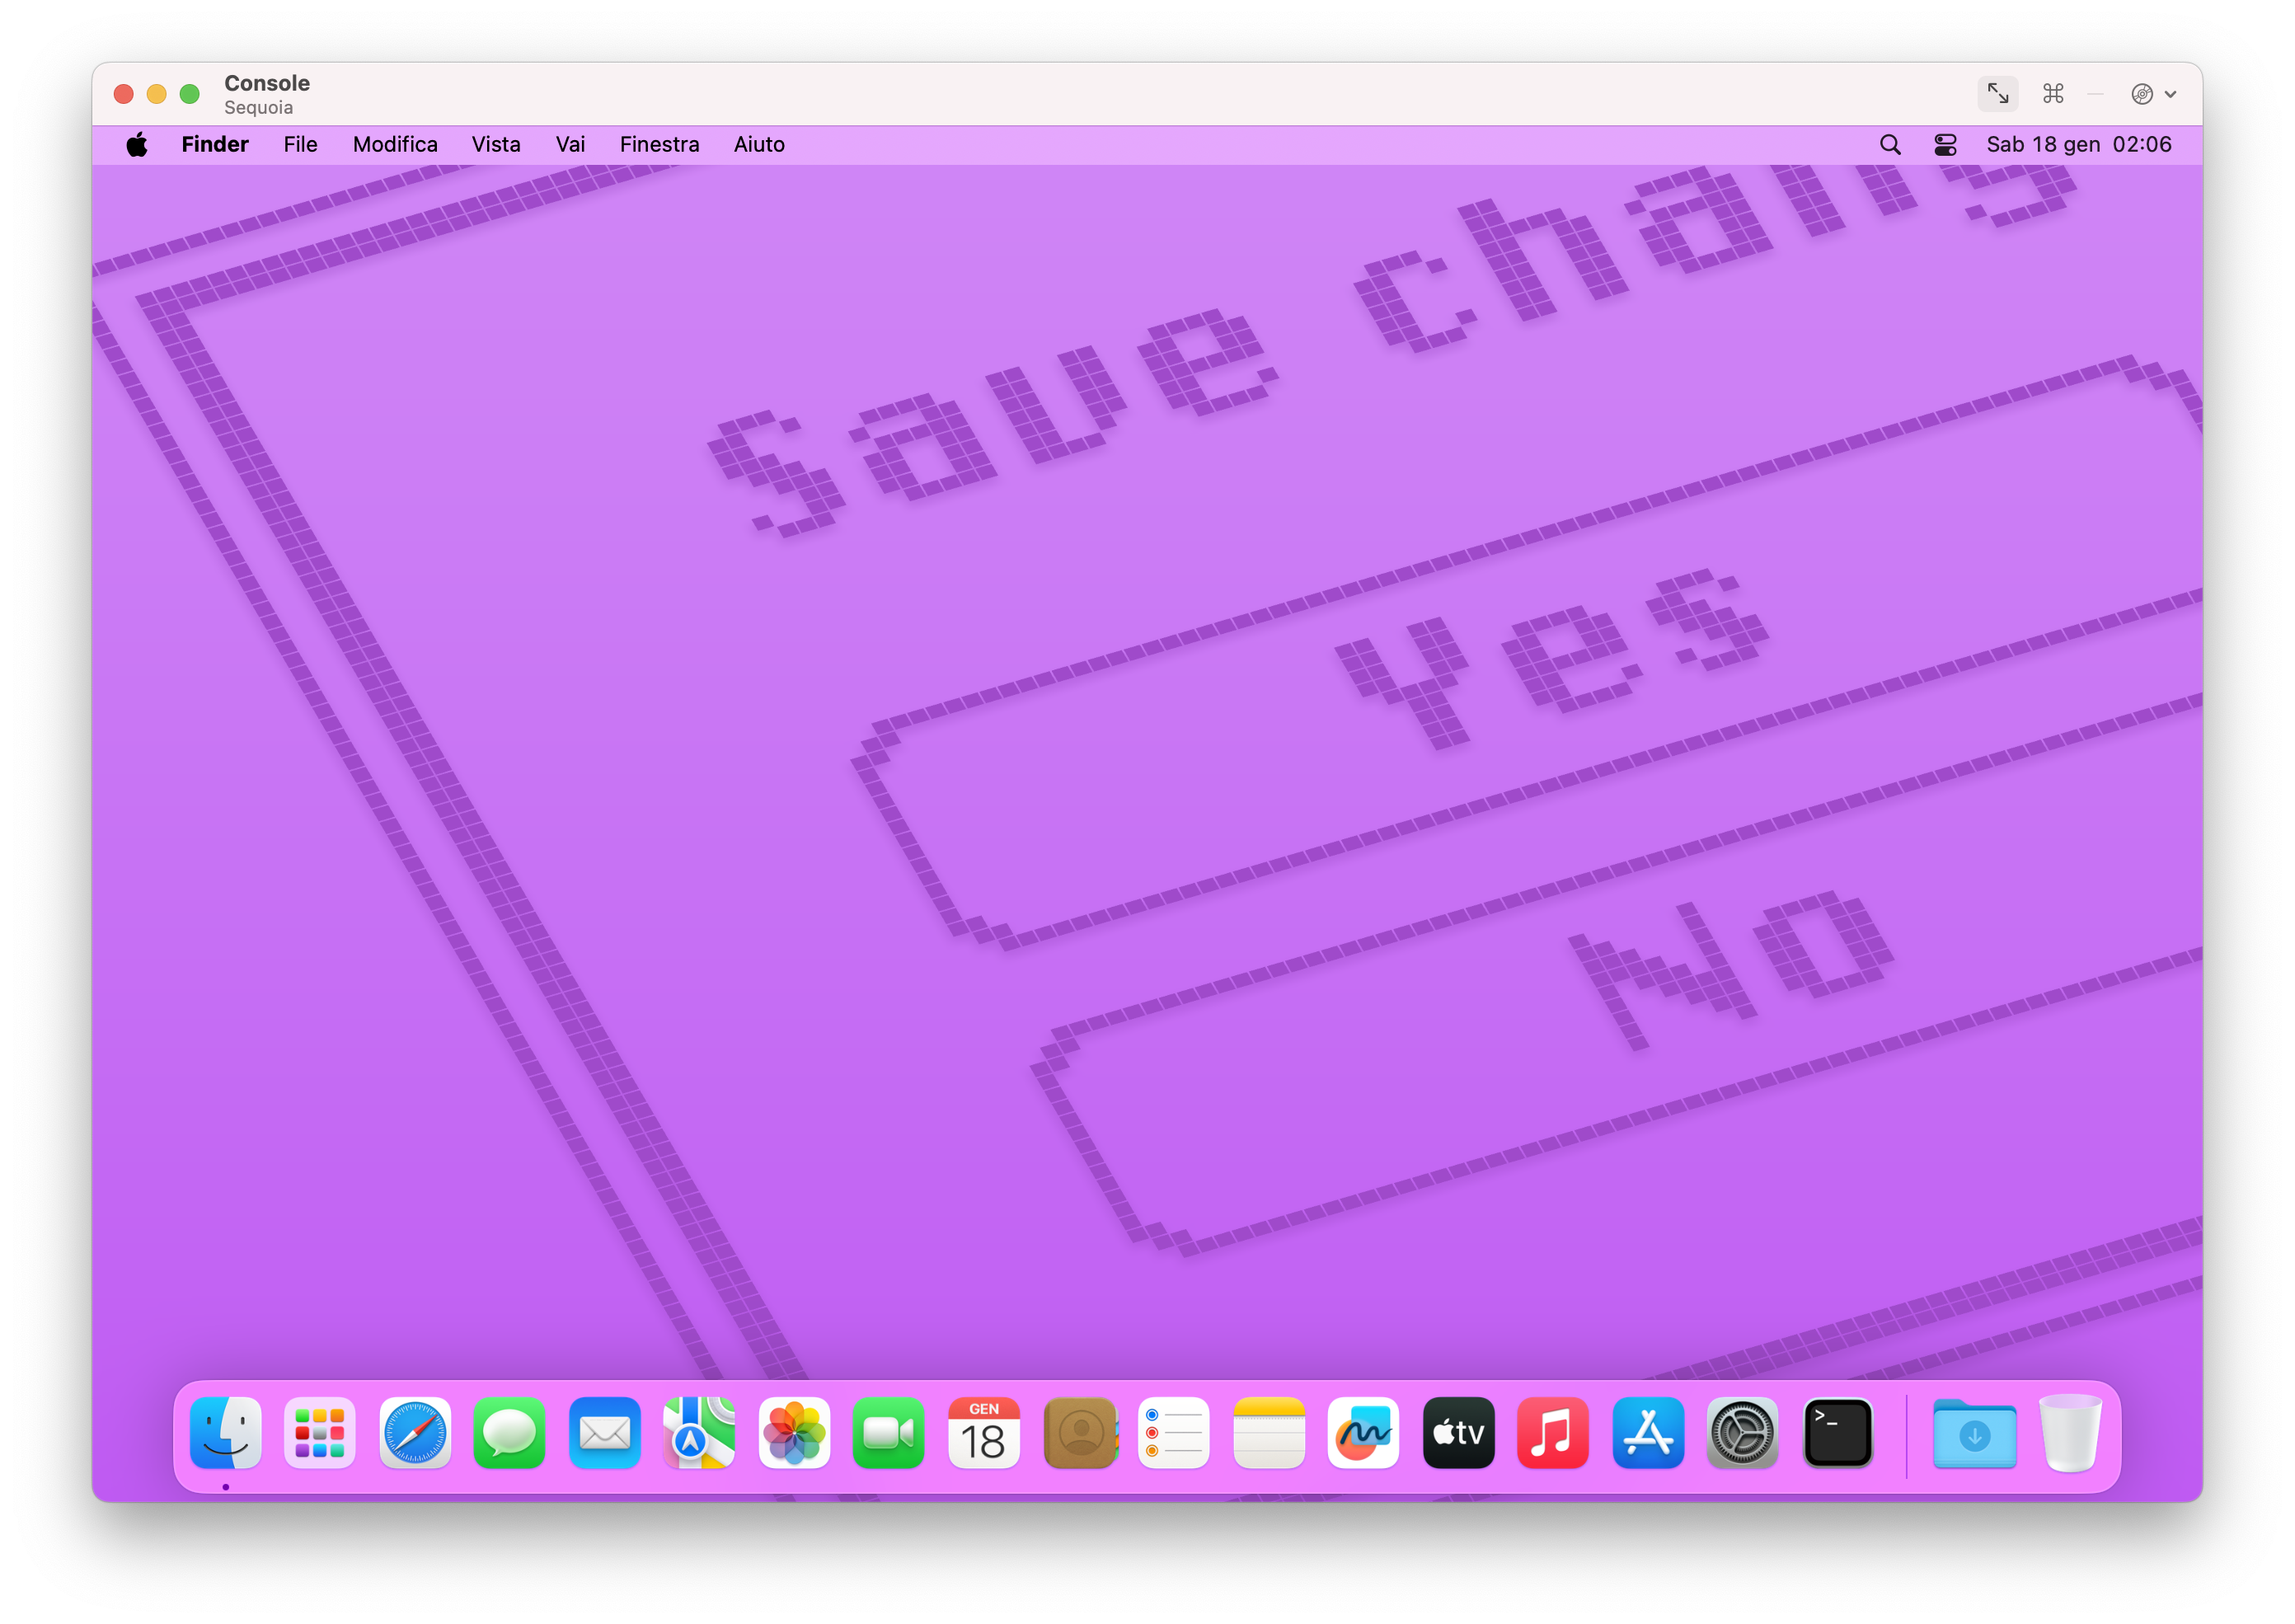 Console
Sequoia
Finder File Modifica Vista Vai Finestra Aiuto Sab 18 gen 02:06
Save chang
Yes
No
GEN
18
tv
>_